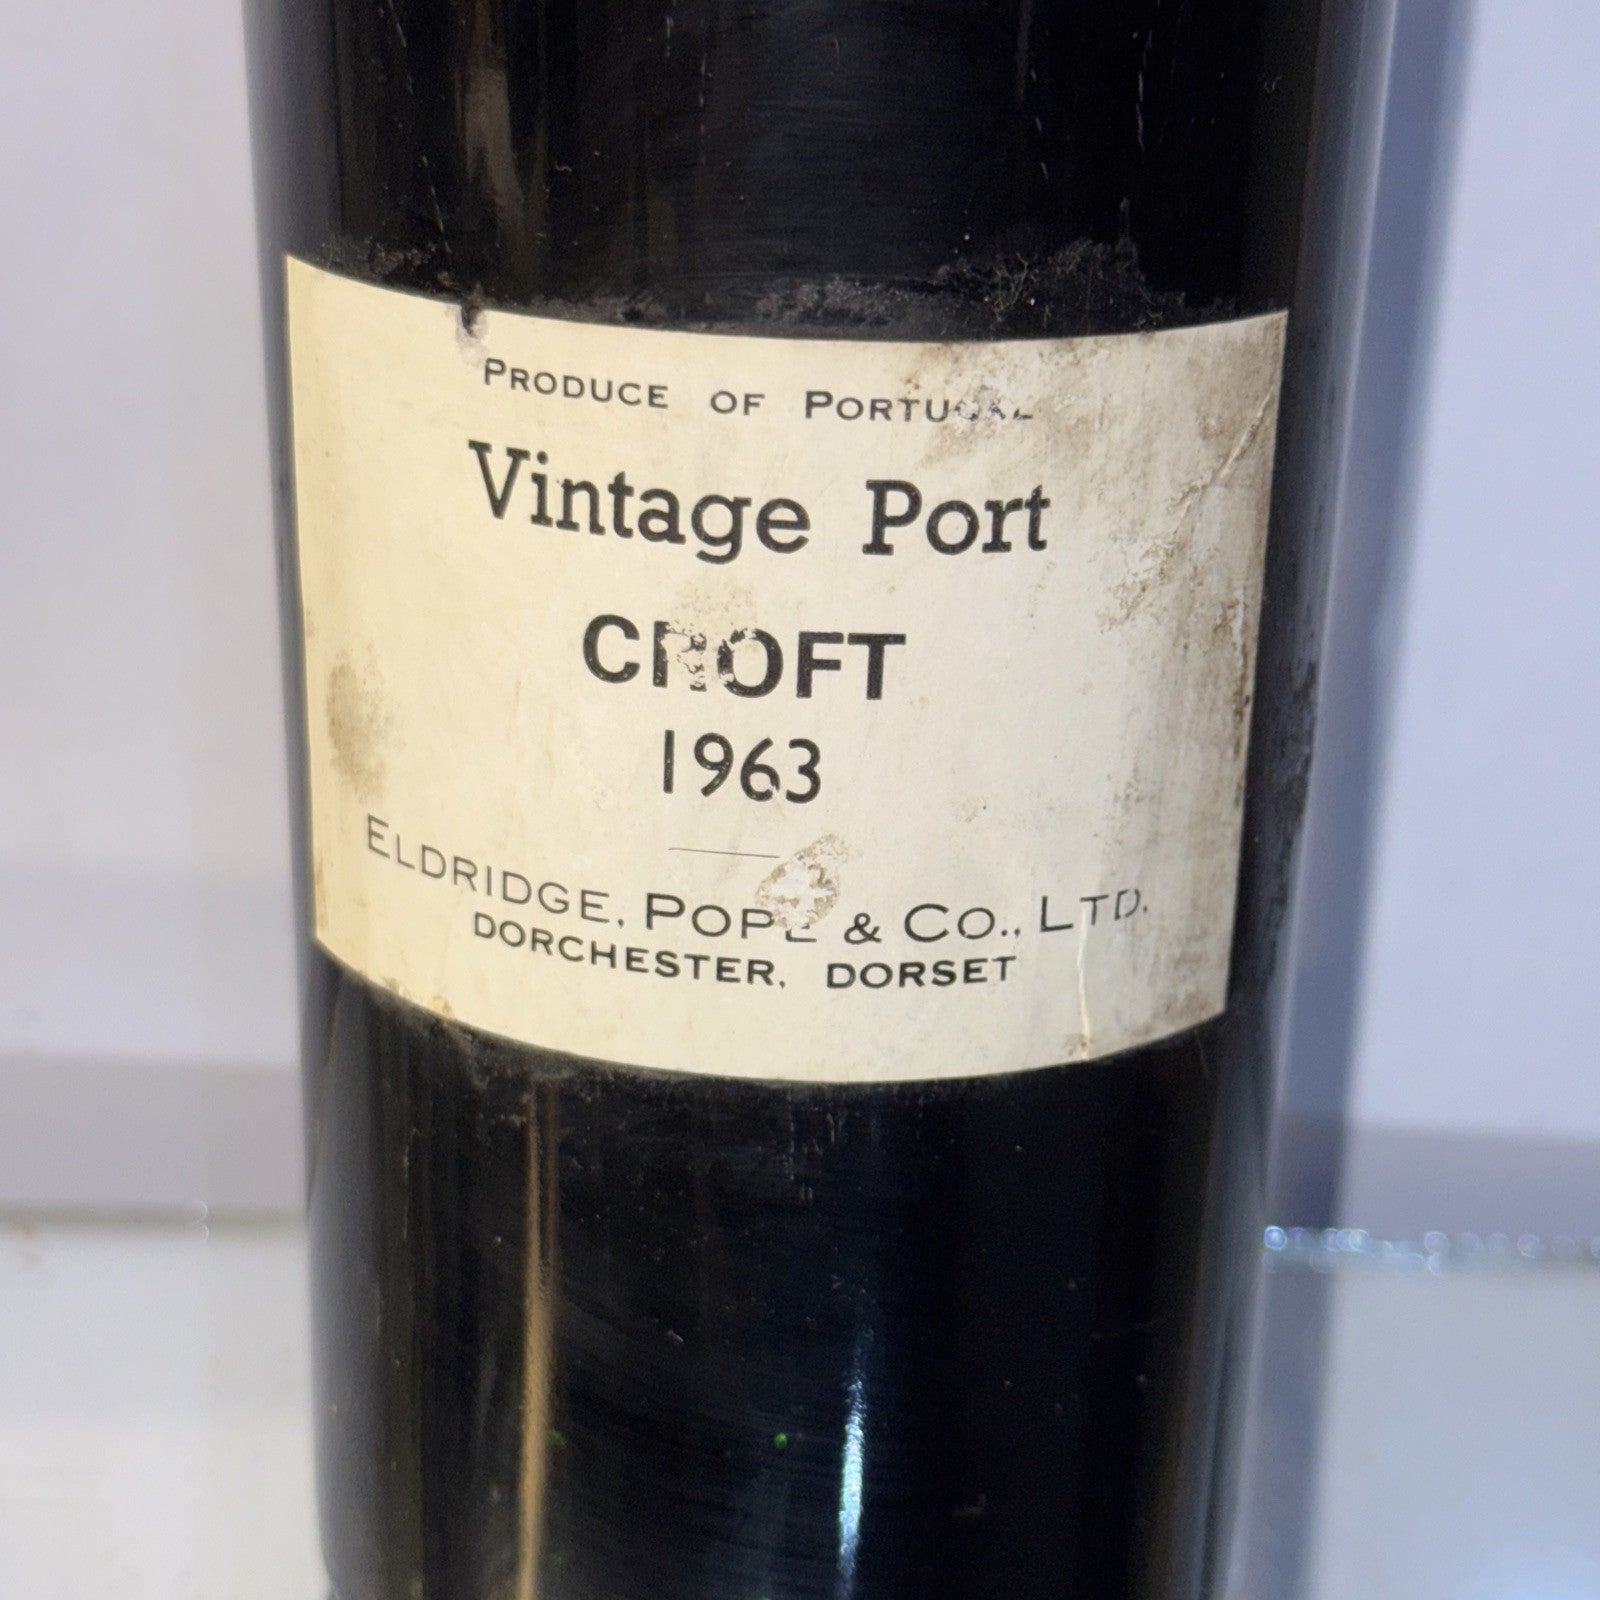 PRODUCE OF PORTUGAL
Vintage Port
CROFT
1963
ELDRIDGE, POPE & CO., LTD.
DORCHESTER, DORSET